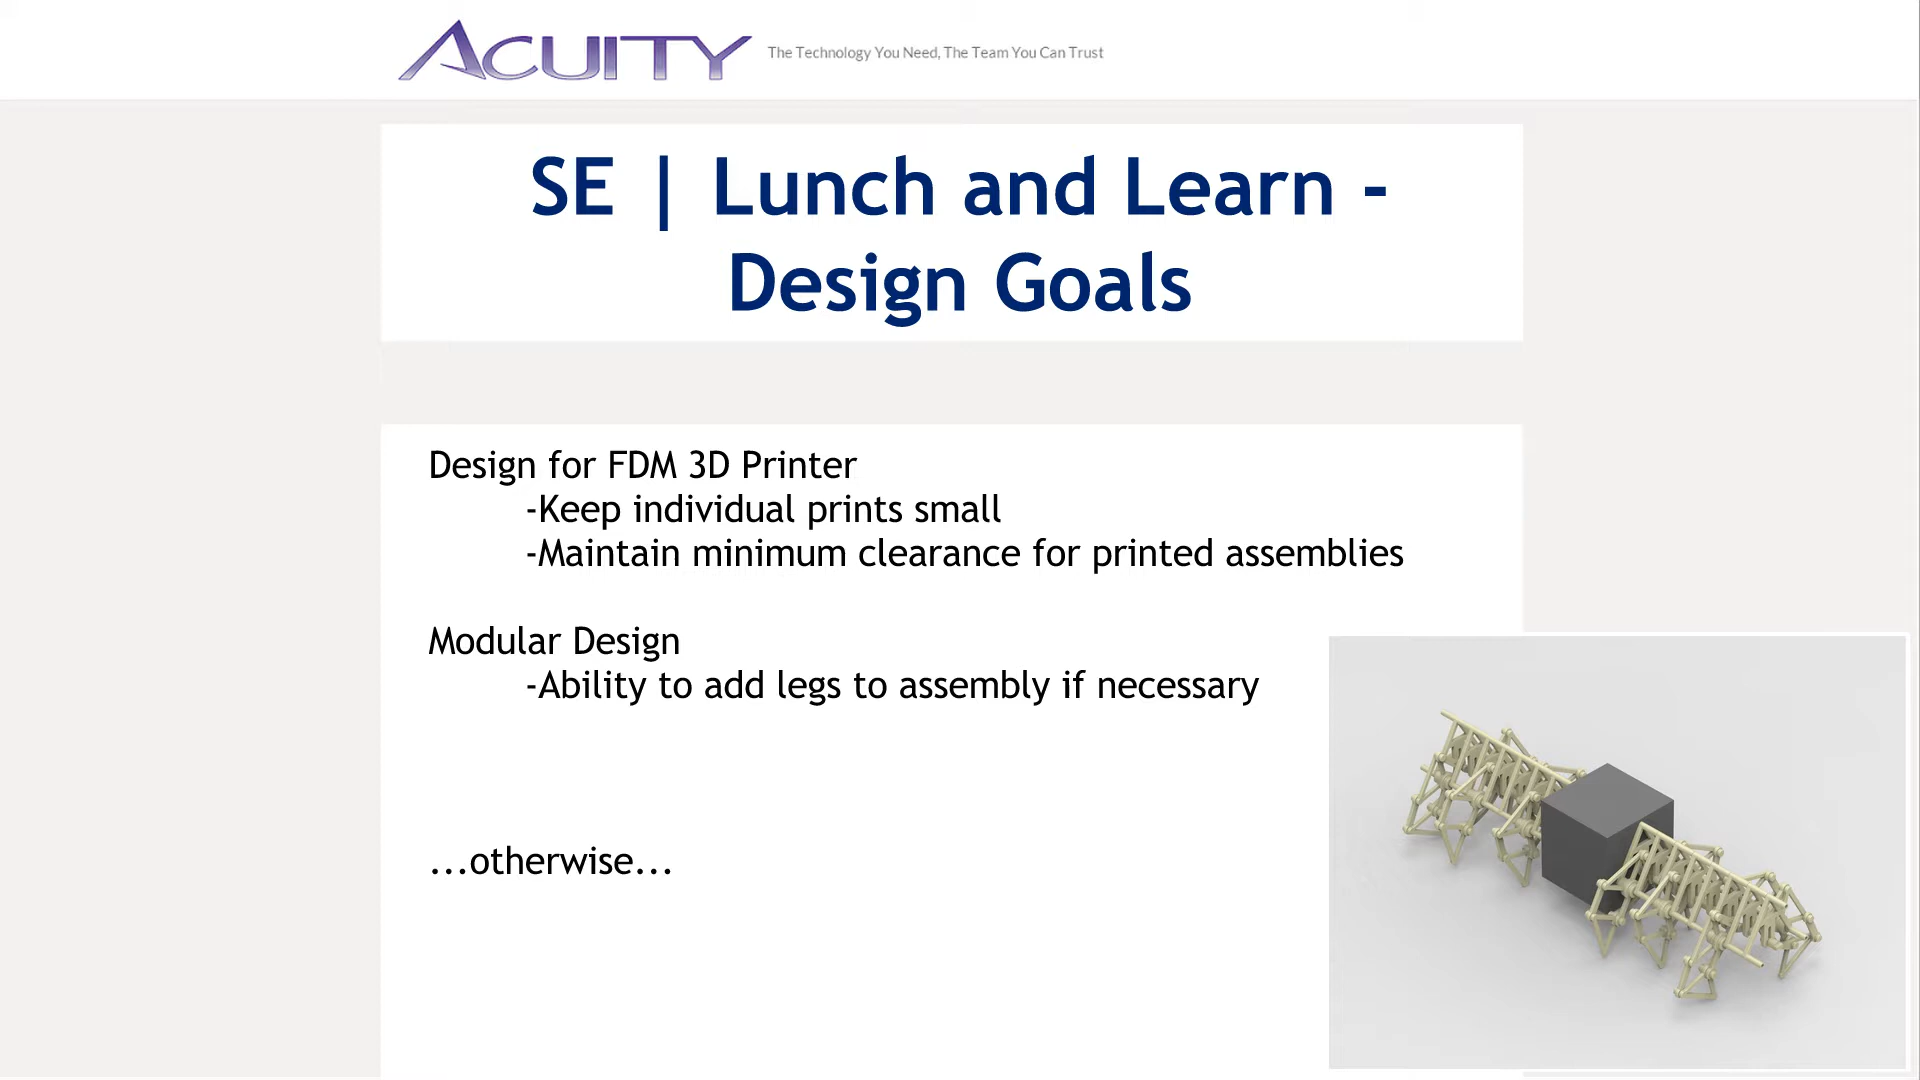 ACUITY The Technology You Need, The Team You Can Trust
SE | Lunch and Learn -
Design Goals
Design for FDM 3D Printer
-Keep individual prints small
-Maintain minimum clearance for printed assemblies
Modular Design
-Ability to add legs to assembly if necessary
...otherwise...